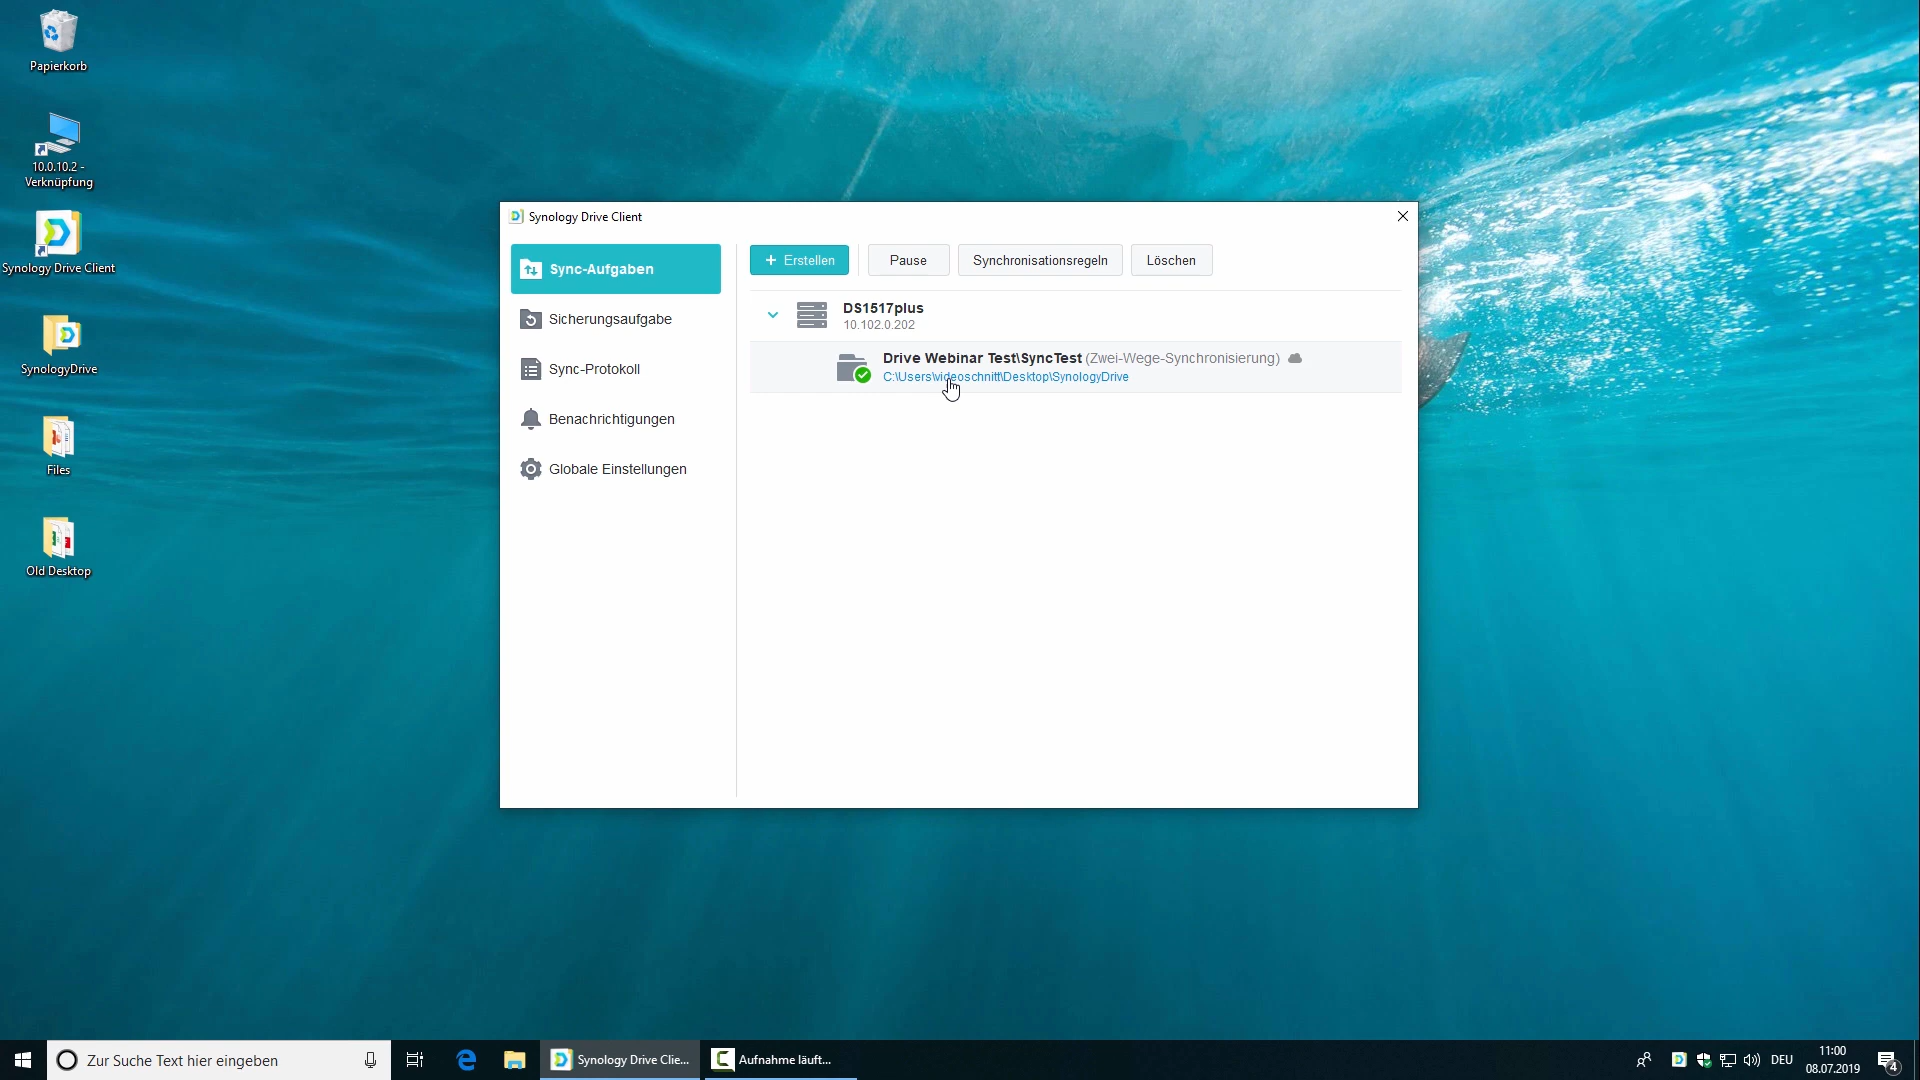 Papierkorb
10.0.10.2 -
Verknüpfung
Synology Drive Client
SynologyDrive
Files
Old Desktop
Synology Drive Client
Sync-Aufgaben
Sicherungsaufgabe
Sync-Protokoll
Benachrichtigungen
Globale Einstellungen
+ Erstellen
Pause
Synchronisationsregeln
Löschen
DS1517plus
10.102.0.202
Drive Webinar Test\SyncTest (Zwei-Wege-Synchronisierung)
C:\Users\videoschnitt\Desktop\SynologyDrive
Zur Suche Text hier eingeben
Synology Drive Clie...
Aufnahme läuft...
DEU
11:00
08.07.2019
4